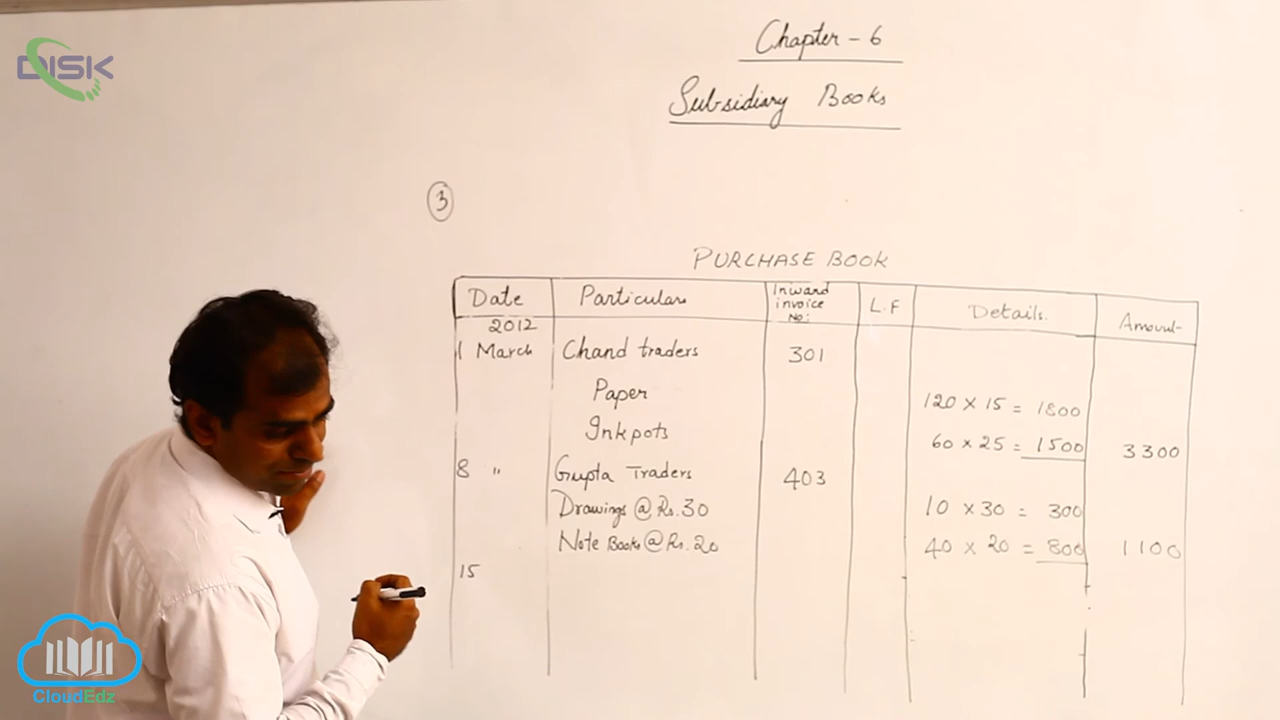 DISK
Chapter - 6
Subsidiary Books
3
PURCHASE BOOK
Date Particulars Inward invoice No: L.F Details. Amount
2012
1 March Chand traders 301
Paper 120 × 15 = 1800
Inkpots 60 × 25 = 1500 3300
8 " Gupta Traders 403
Drawings @ Rs. 30 10 × 30 = 300
Note Books @ Rs. 20 40 × 20 = 800 1100
15
CloudEdz